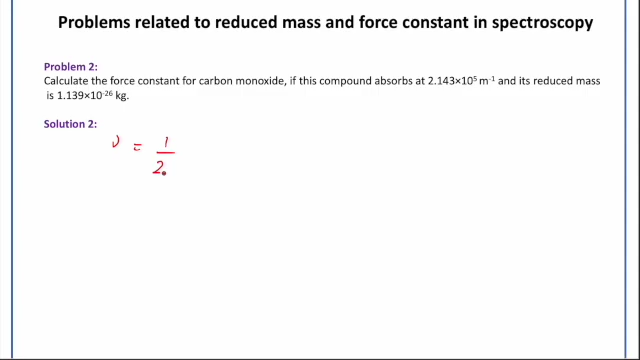 Problems related to reduced mass and force constant in spectroscopy
Problem 2:
Calculate the force constant for carbon monoxide, if this compound absorbs at 2.143×10⁵ m⁻¹ and its reduced mass
is 1.139×10⁻²⁶ kg.
Solution 2:
ν = 1/2